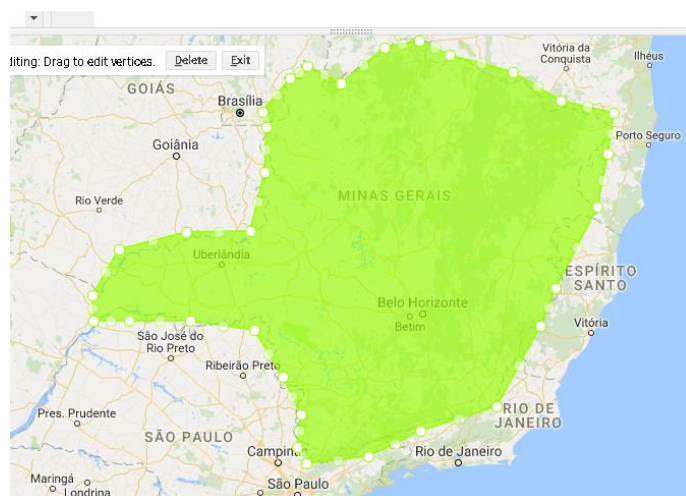 diting: Drag to edit vertices. Delete Exit
Vitória da
Conquista
Ilhéus
GOIÁS
Brasília
Goiânia
Porto Seguro
Rio Verde
MINAS GERAIS
Uberlândia
ESPÍRITO
SANTO
Belo Horizonte
Betim
Vitória
São José do
Rio Preto
Ribeirão Preto
Pres. Prudente
RIO DE
JANEIRO
SÃO PAULO
Campin
Rio de Janeiro
Maringá
São Paulo
Londrina